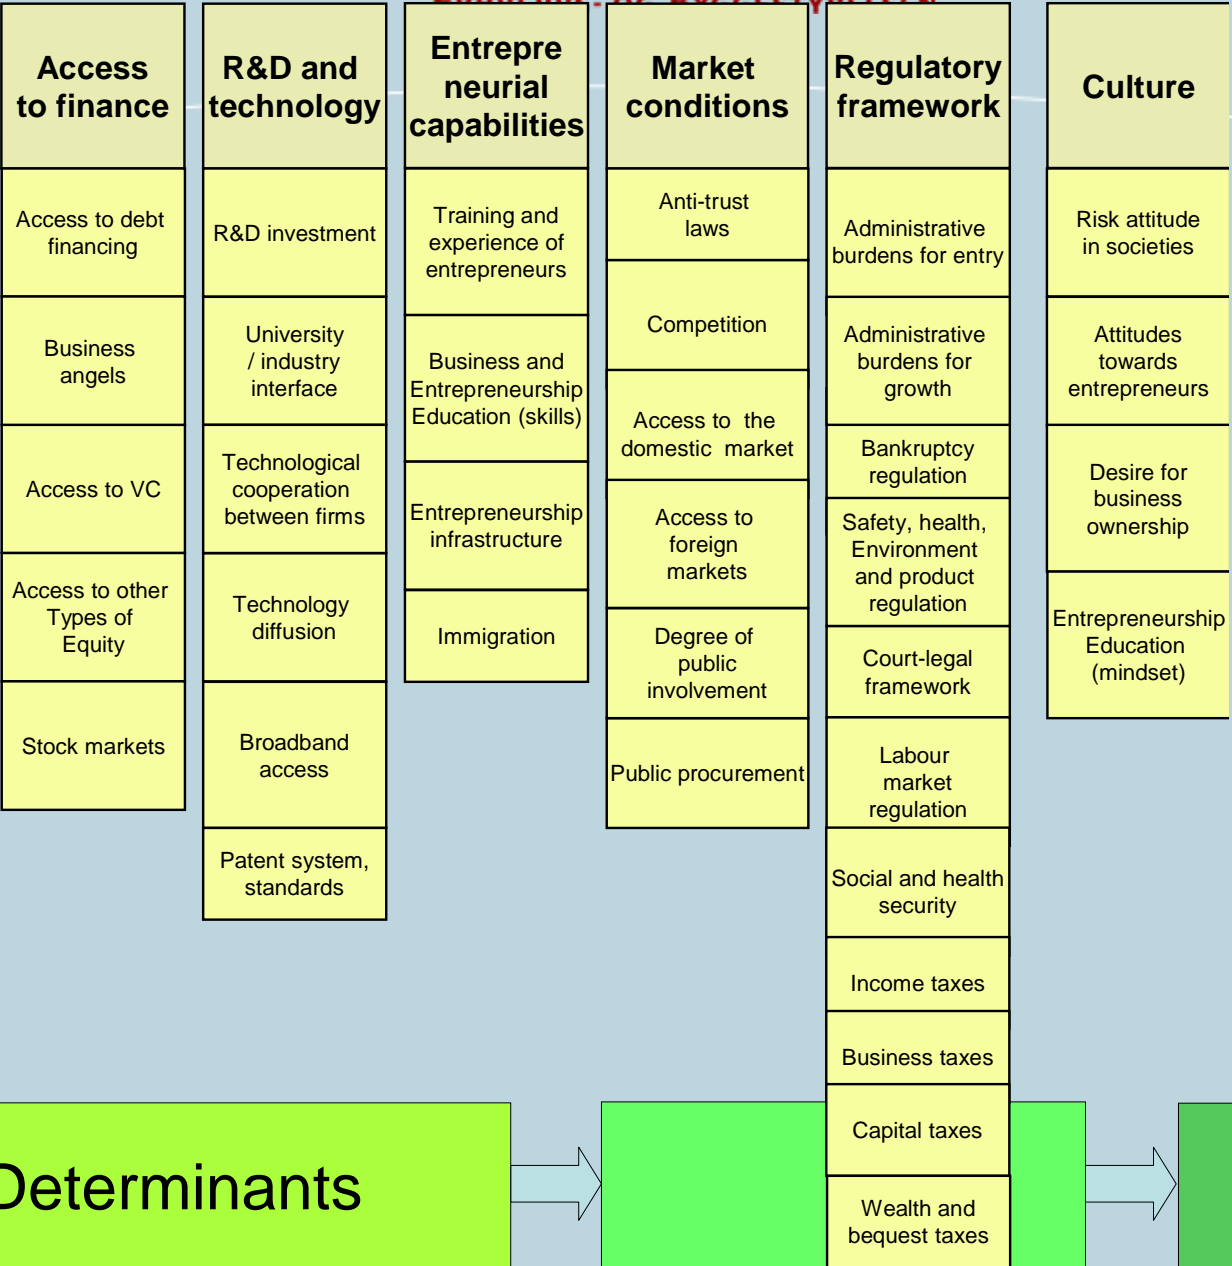 Access
to finance
Access to debt
financing
Business
angels
Access to VC
Access to other
Types of
Equity
Stock markets
R&D and
technology
R&D investment
University
/ industry
interface
Technological
cooperation
between firms
Technology
diffusion
Broadband
access
Patent system,
standards
Entrepre
neurial
capabilities
Training and
experience of
entrepreneurs
Business and
Entrepreneurship
Education (skills)
Entrepreneurship
infrastructure
Immigration
Market
conditions
Anti-trust
laws
Competition
Access to the
domestic market
Access to
foreign
markets
Degree of
public
involvement
Public procurement
Regulatory
framework
Administrative
burdens for entry
Administrative
burdens for
growth
Bankruptcy
regulation
Safety, health,
Environment
and product
regulation
Court-legal
framework
Labour
market
regulation
Social and health
security
Income taxes
Business taxes
Capital taxes
Wealth and
bequest taxes
Culture
Risk attitude
in societies
Attitudes
towards
entrepreneurs
Desire for
business
ownership
Entrepreneurship
Education
(mindset)
Determinants